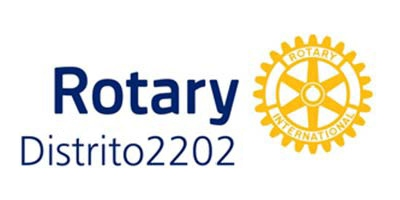 Rotary
Distrito2202
ROTARY
INTERNATIONAL